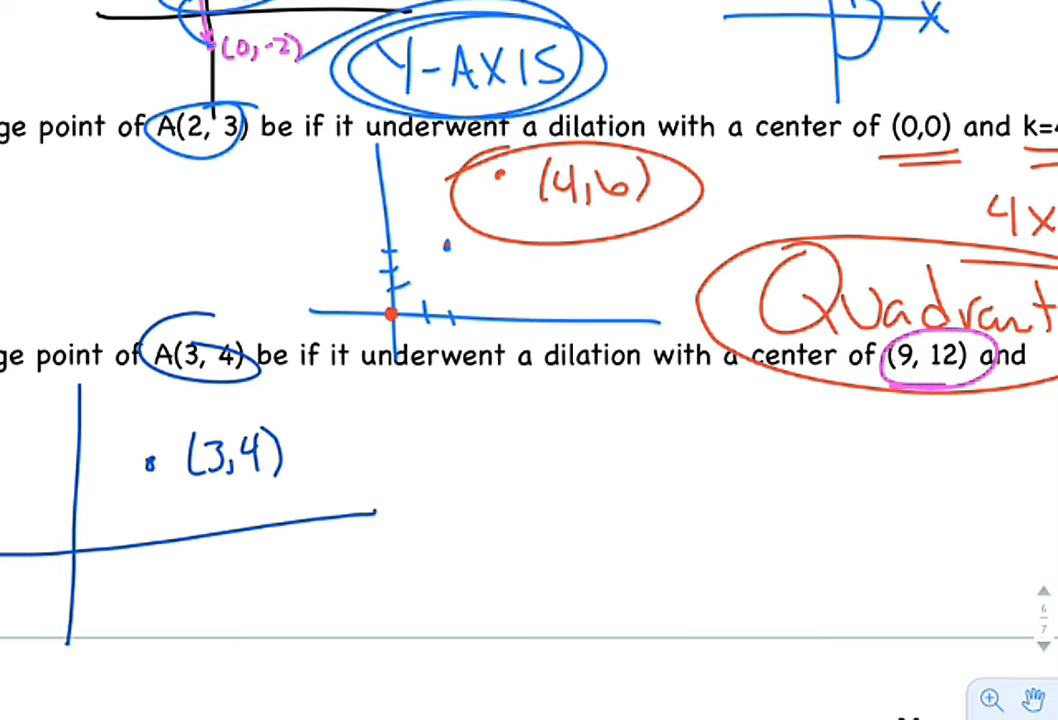 (0,-2)
Y-AXIS
X
ge point of A(2, 3) be if it underwent a dilation with a center of (0,0) and k=
(4,6)
4x
Quadrant
ge point of A(3, 4) be if it underwent a dilation with a center of (9, 12) and
(3,4)
6
7